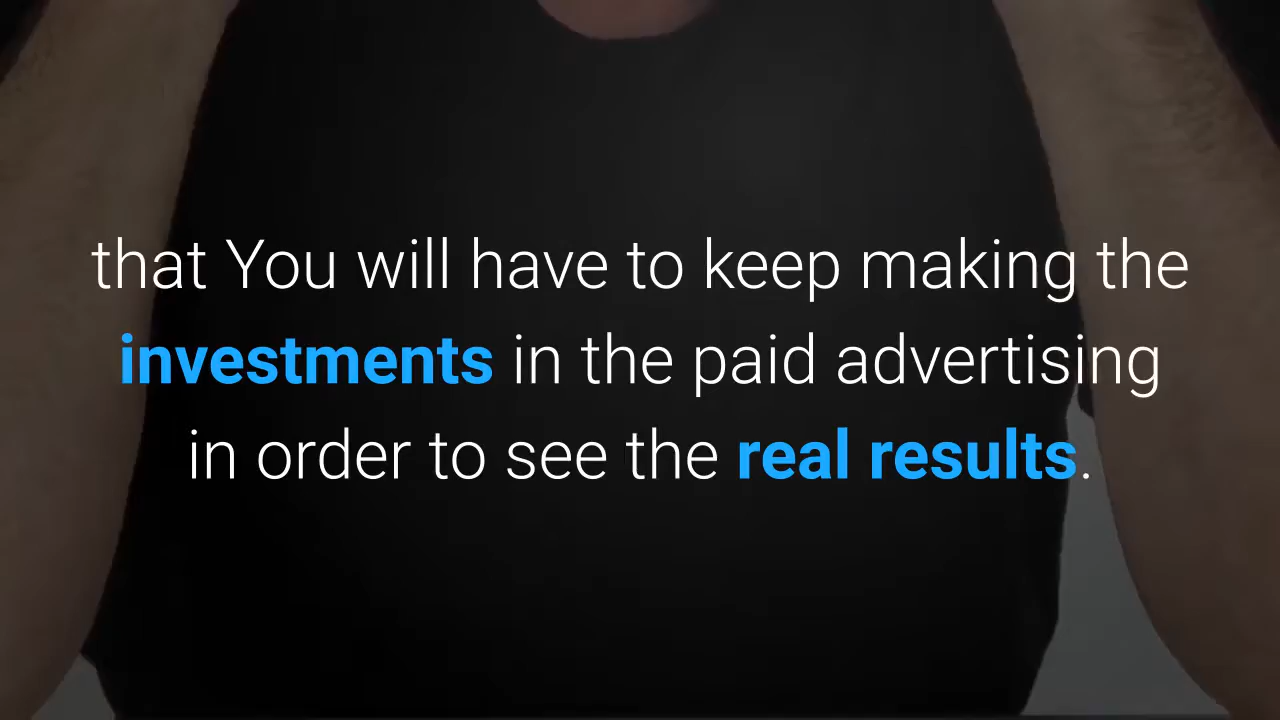 that You will have to keep making the
investments in the paid advertising
in order to see the real results.